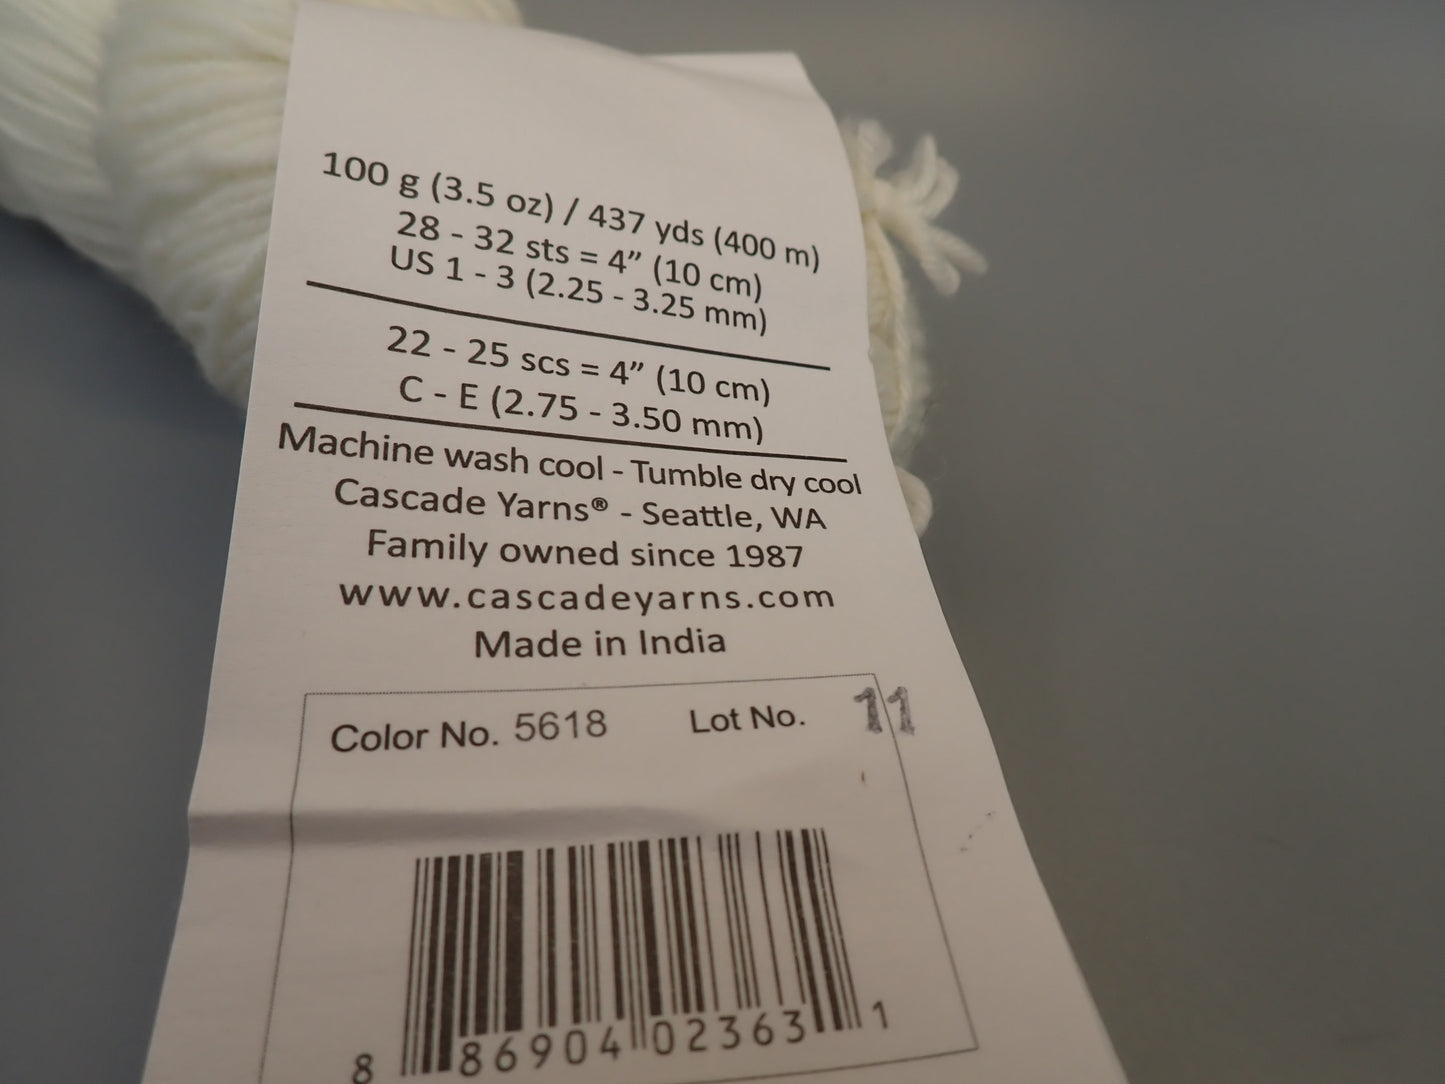 100 g (3.5 oz) / 437 yds (400 m)
28 - 32 sts = 4” (10 cm)
US 1 - 3 (2.25 - 3.25 mm)
22 - 25 scs = 4” (10 cm)
C - E (2.75 - 3.50 mm)
Machine wash cool - Tumble dry cool
Cascade Yarns® - Seattle, WA
Family owned since 1987
www.cascadeyarns.com
Made in India
Color No. 5618 Lot No. 11
8 86904 02363 1